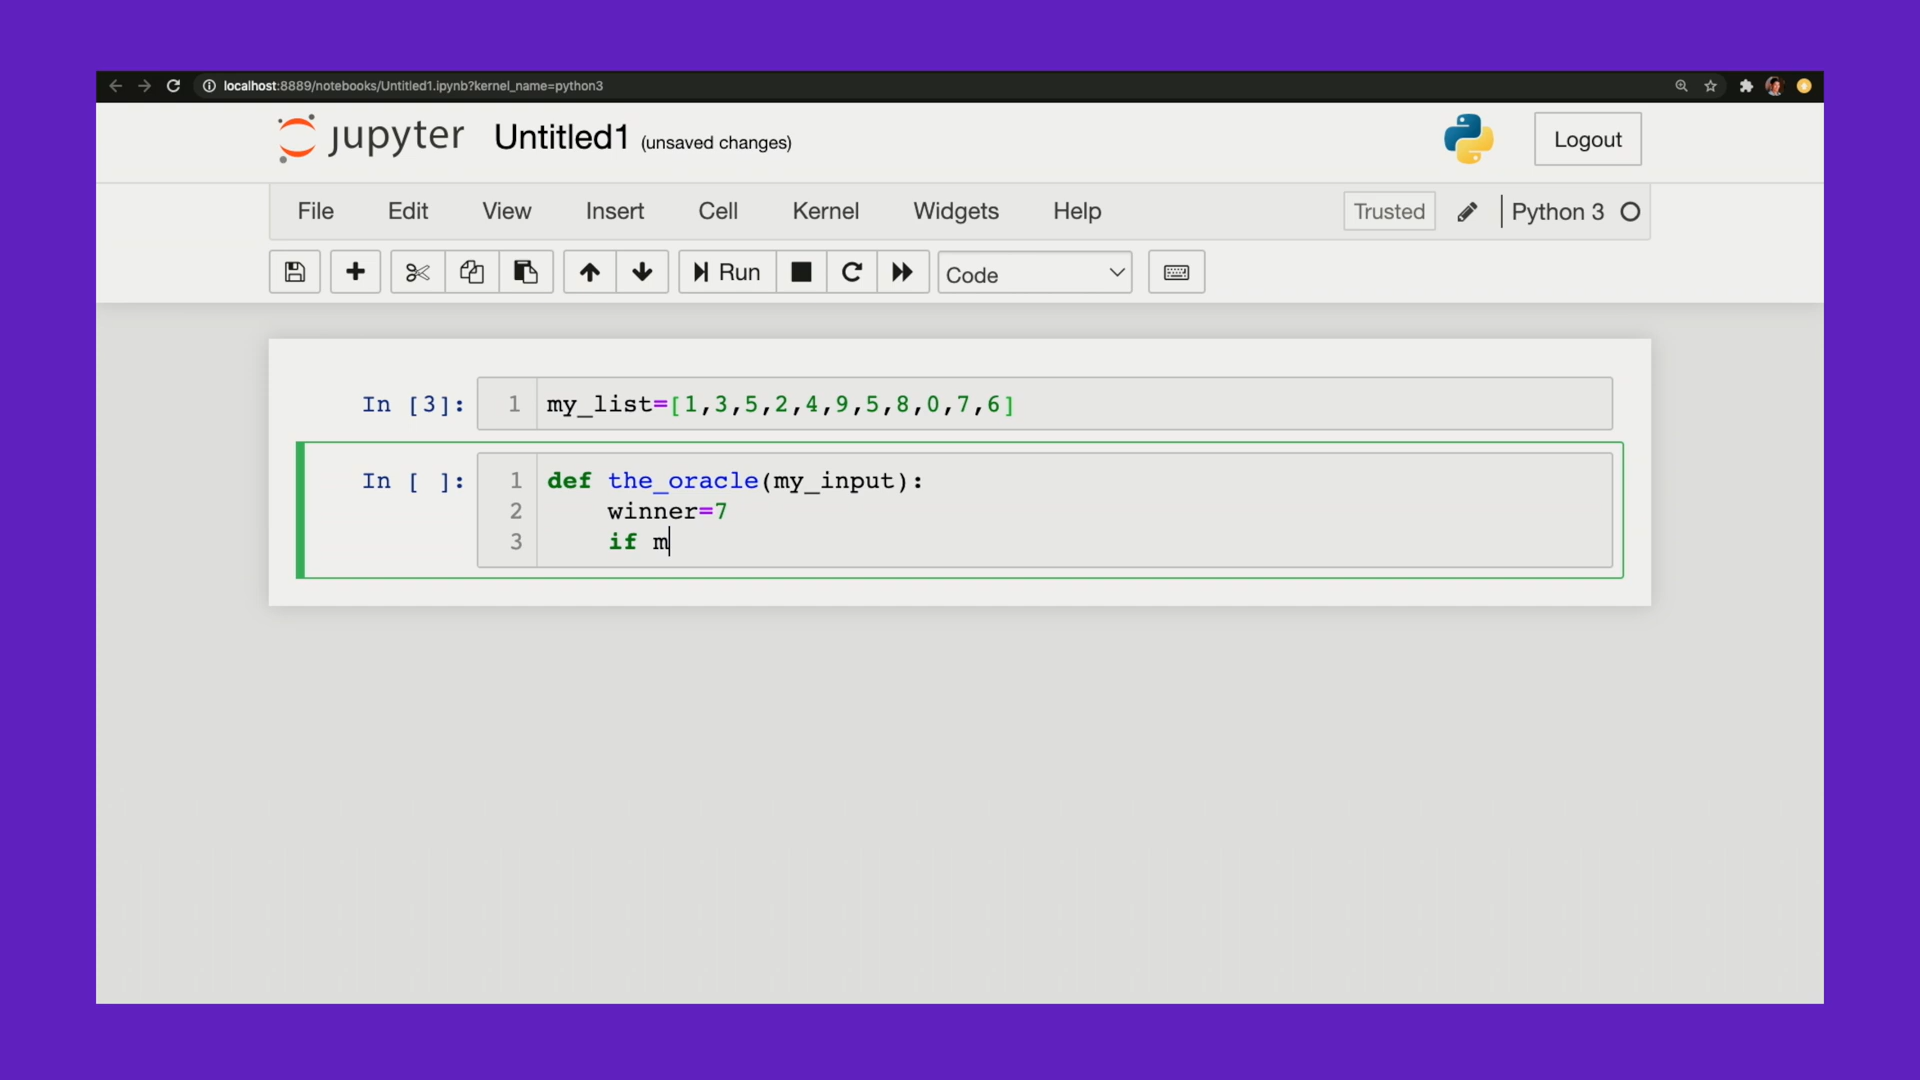 localhost:8889/notebooks/Untitled1.ipynb?kernel_name=python3
jupyter Untitled1 (unsaved changes) Logout
File Edit View Insert Cell Kernel Widgets Help Trusted Python 3
Run Code
In [3]: 1 my_list=[1,3,5,2,4,9,5,8,0,7,6]
In [ ]: 1 def the_oracle(my_input):
2 winner=7
3 if m